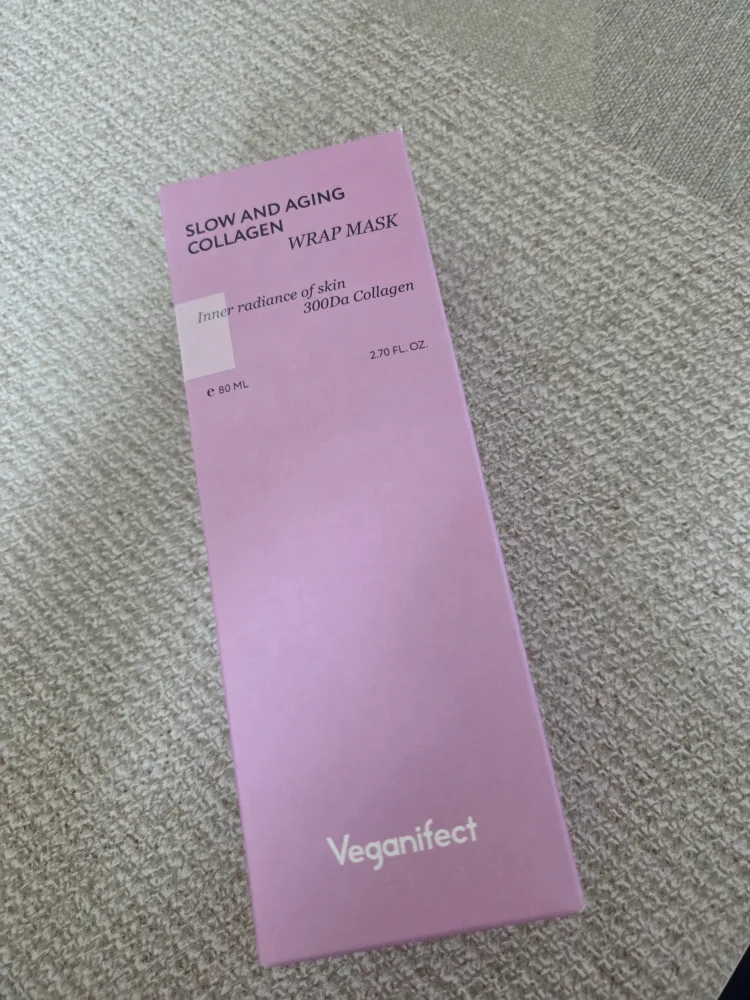 SLOW AND AGING
COLLAGEN WRAP MASK
Inner radiance of skin
300Da Collagen
℮ 80 ML 2.70 FL. OZ.
Veganifect